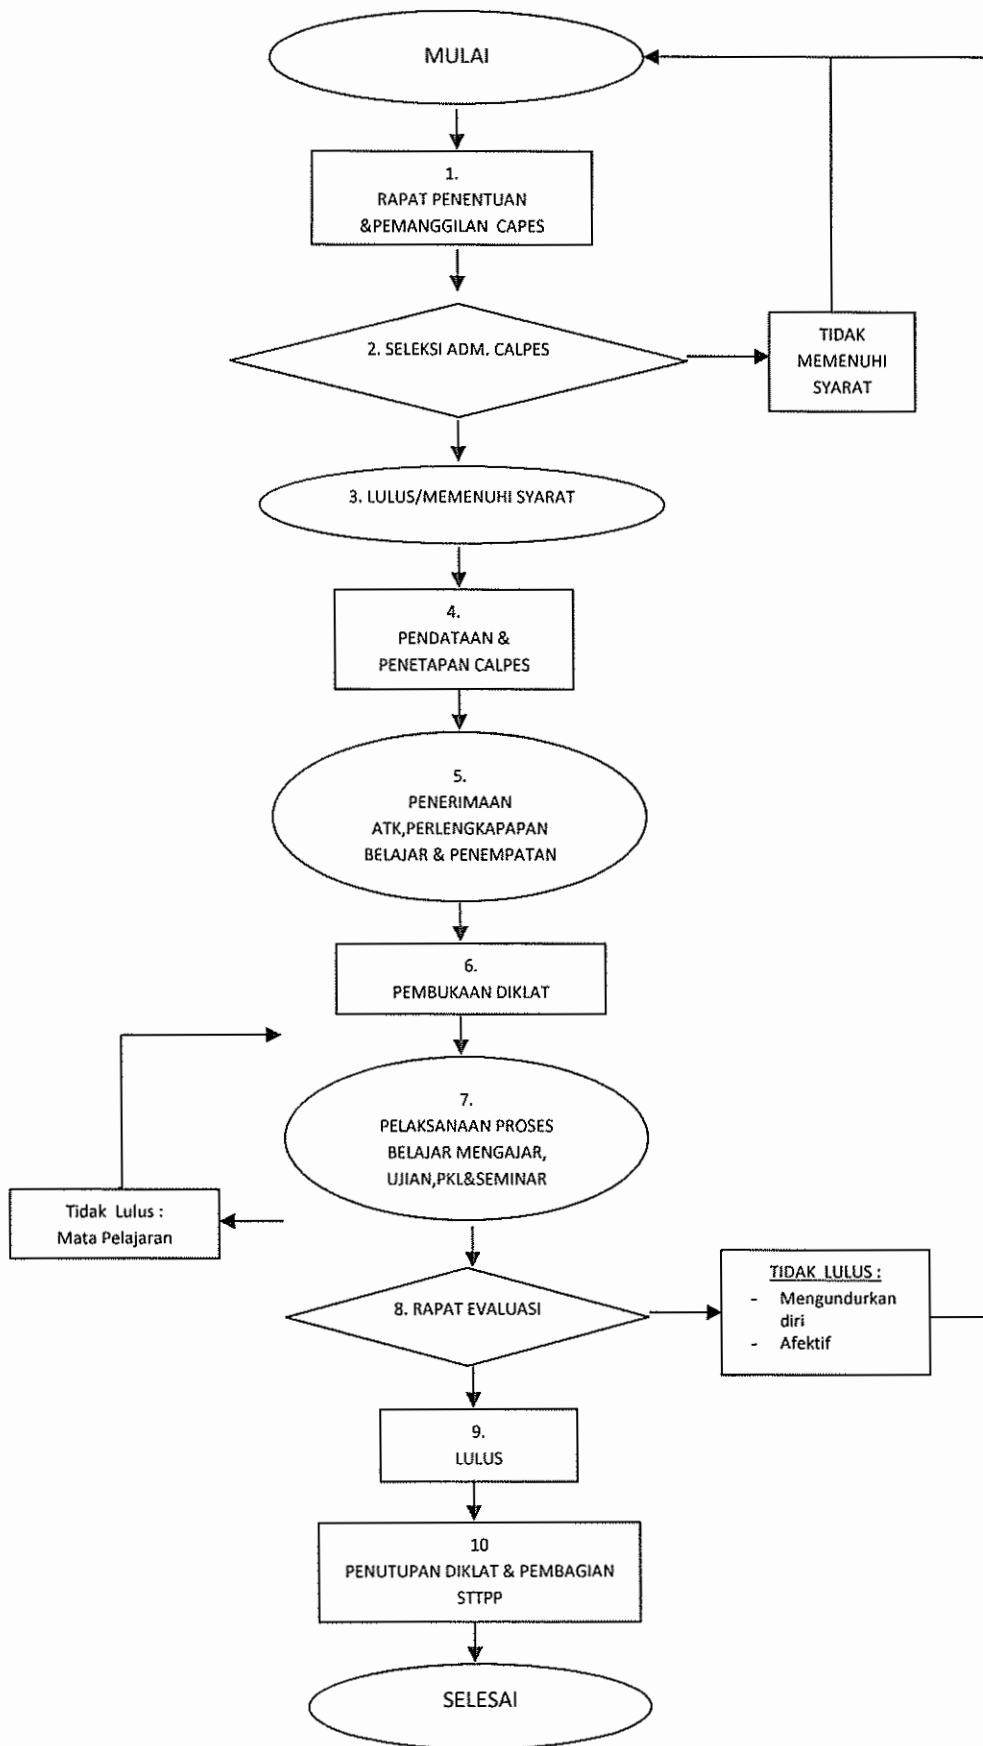 MULAI
1.
RAPAT PENENTUAN
&PEMANGGILAN CAPES
2. SELEKSI ADM. CALPES
TIDAK
MEMENUHI
SYARAT
3. LULUS/MEMENUHI SYARAT
4.
PENDATAAN &
PENETAPAN CALPES
5.
PENERIMAAN
ATK,PERLENGKAPAPAN
BELAJAR & PENEMPATAN
6.
PEMBUKAAN DIKLAT
7.
PELAKSANAAN PROSES
BELAJAR MENGAJAR,
UJIAN,PKL&SEMINAR
Tidak Lulus :
Mata Pelajaran
8. RAPAT EVALUASI
TIDAK LULUS :
- Mengundurkan
diri
- Afektif
9.
LULUS
10
PENUTUPAN DIKLAT & PEMBAGIAN
STTPP
SELESAI